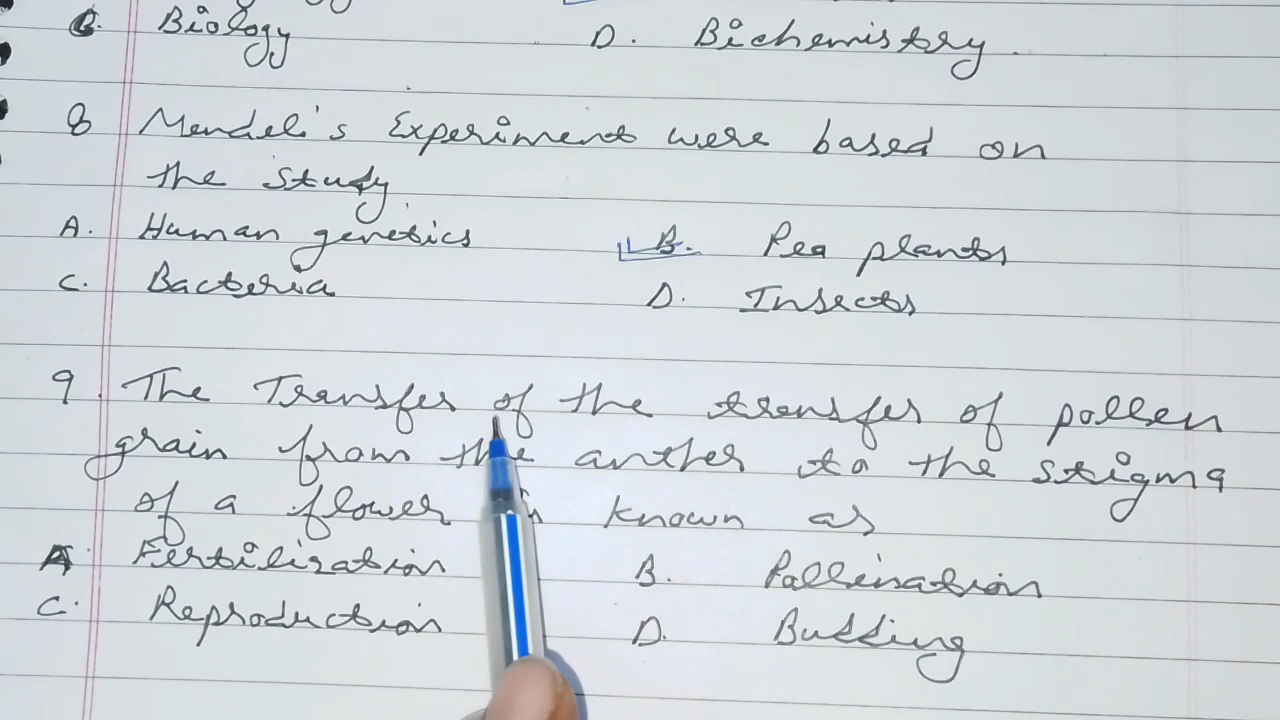 C. Biology D. Bichemistry.
8 Mendel's Experiment were based on
the study
A. Human genetics B. Pea plants
C. Bacteria D. Insects
9. The Transfer of the transfer of pollen
grain from the anther to the stigma
of a flower is known as
A. Fertilization B. Pollination
C. Reproduction D. Budding